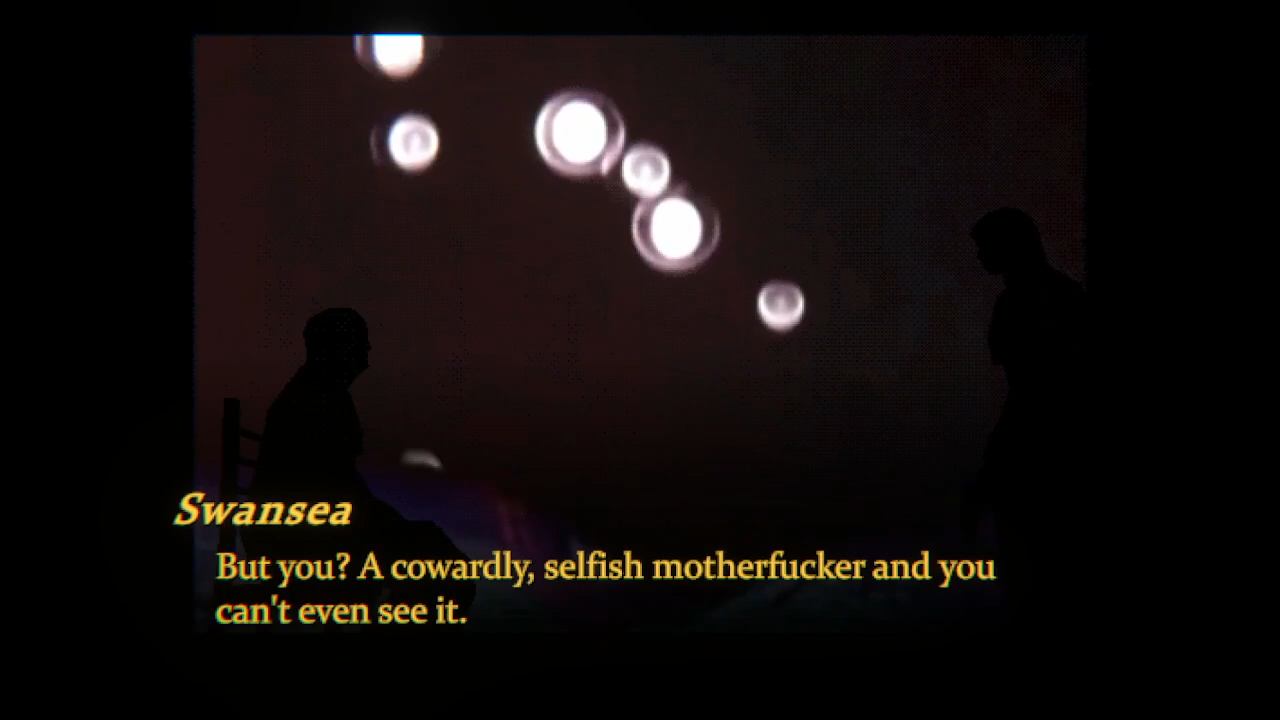 Swansea
But you? A cowardly, selfish motherfucker and you
can't even see it.